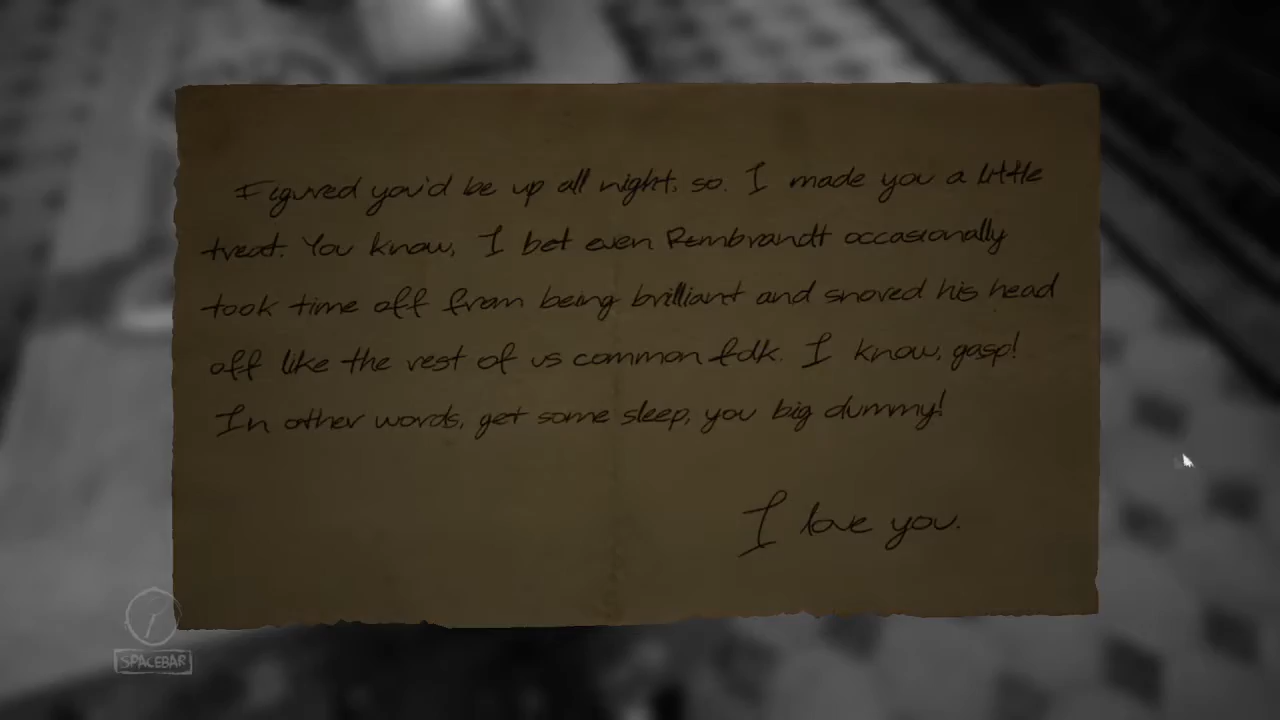 Figured you'd be up all night, so. I made you a little
treat. You know, I bet even Rembrandt occasionally
took time off from being brilliant and snored his head
off like the rest of us common folk. I know, gasp!
In other words, get some sleep, you big dummy!
I love you.
SPACEBAR